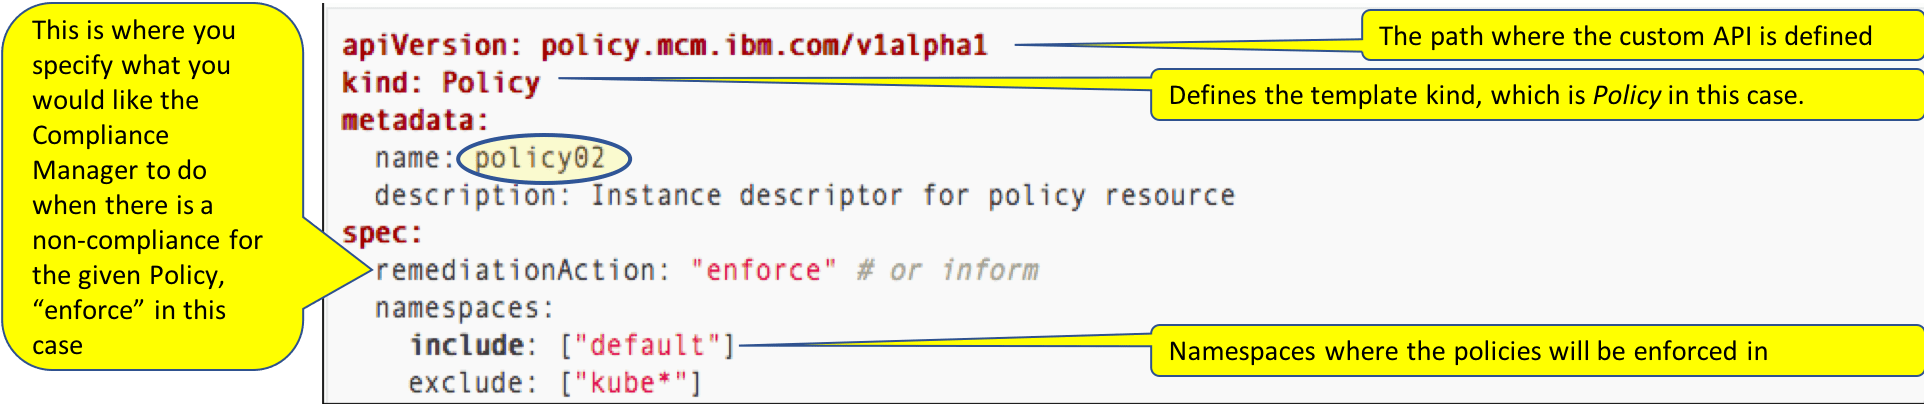 This is where you
specify what you
would like the
Compliance
Manager to do
when there is a
non-compliance for
the given Policy,
“enforce” in this
case
apiVersion: policy.mcm.ibm.com/v1alpha1
The path where the custom API is defined
kind: Policy
Defines the template kind, which is Policy in this case.
metadata:
name: policy02
description: Instance descriptor for policy resource
spec:
remediationAction: "enforce" # or inform
namespaces:
include: ["default"]
Namespaces where the policies will be enforced in
exclude: ["kube*"]